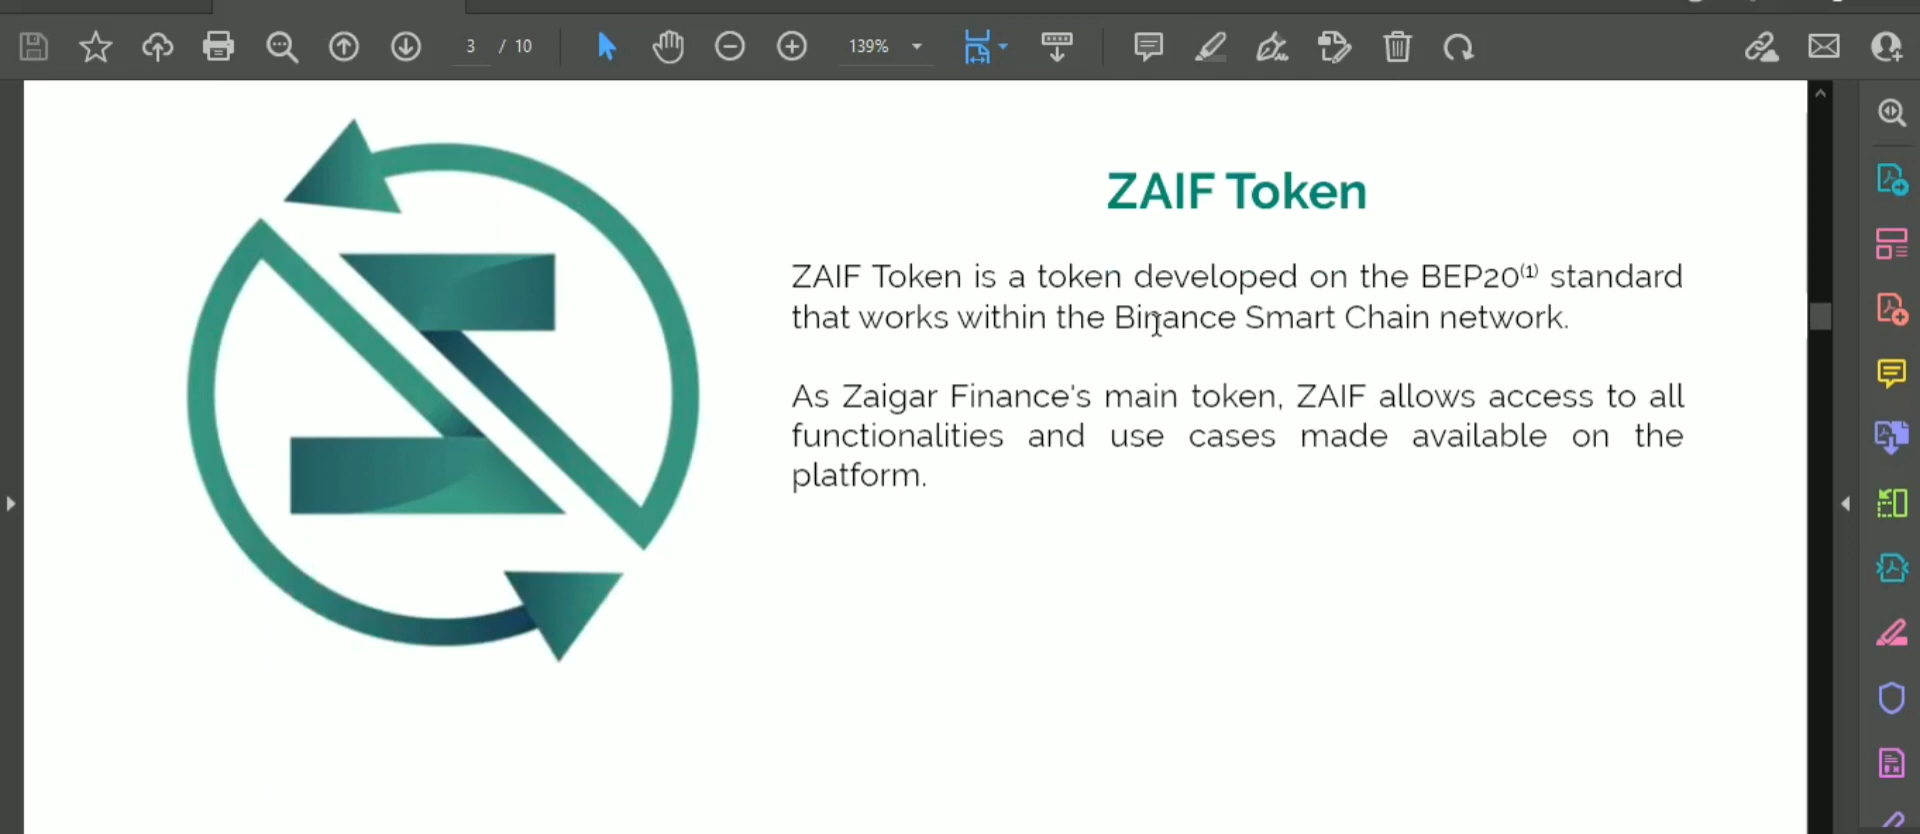 3 / 10 139%
ZAIF Token
ZAIF Token is a token developed on the BEP20(1) standard
that works within the Binance Smart Chain network.
As Zaigar Finance's main token, ZAIF allows access to all
functionalities and use cases made available on the
platform.